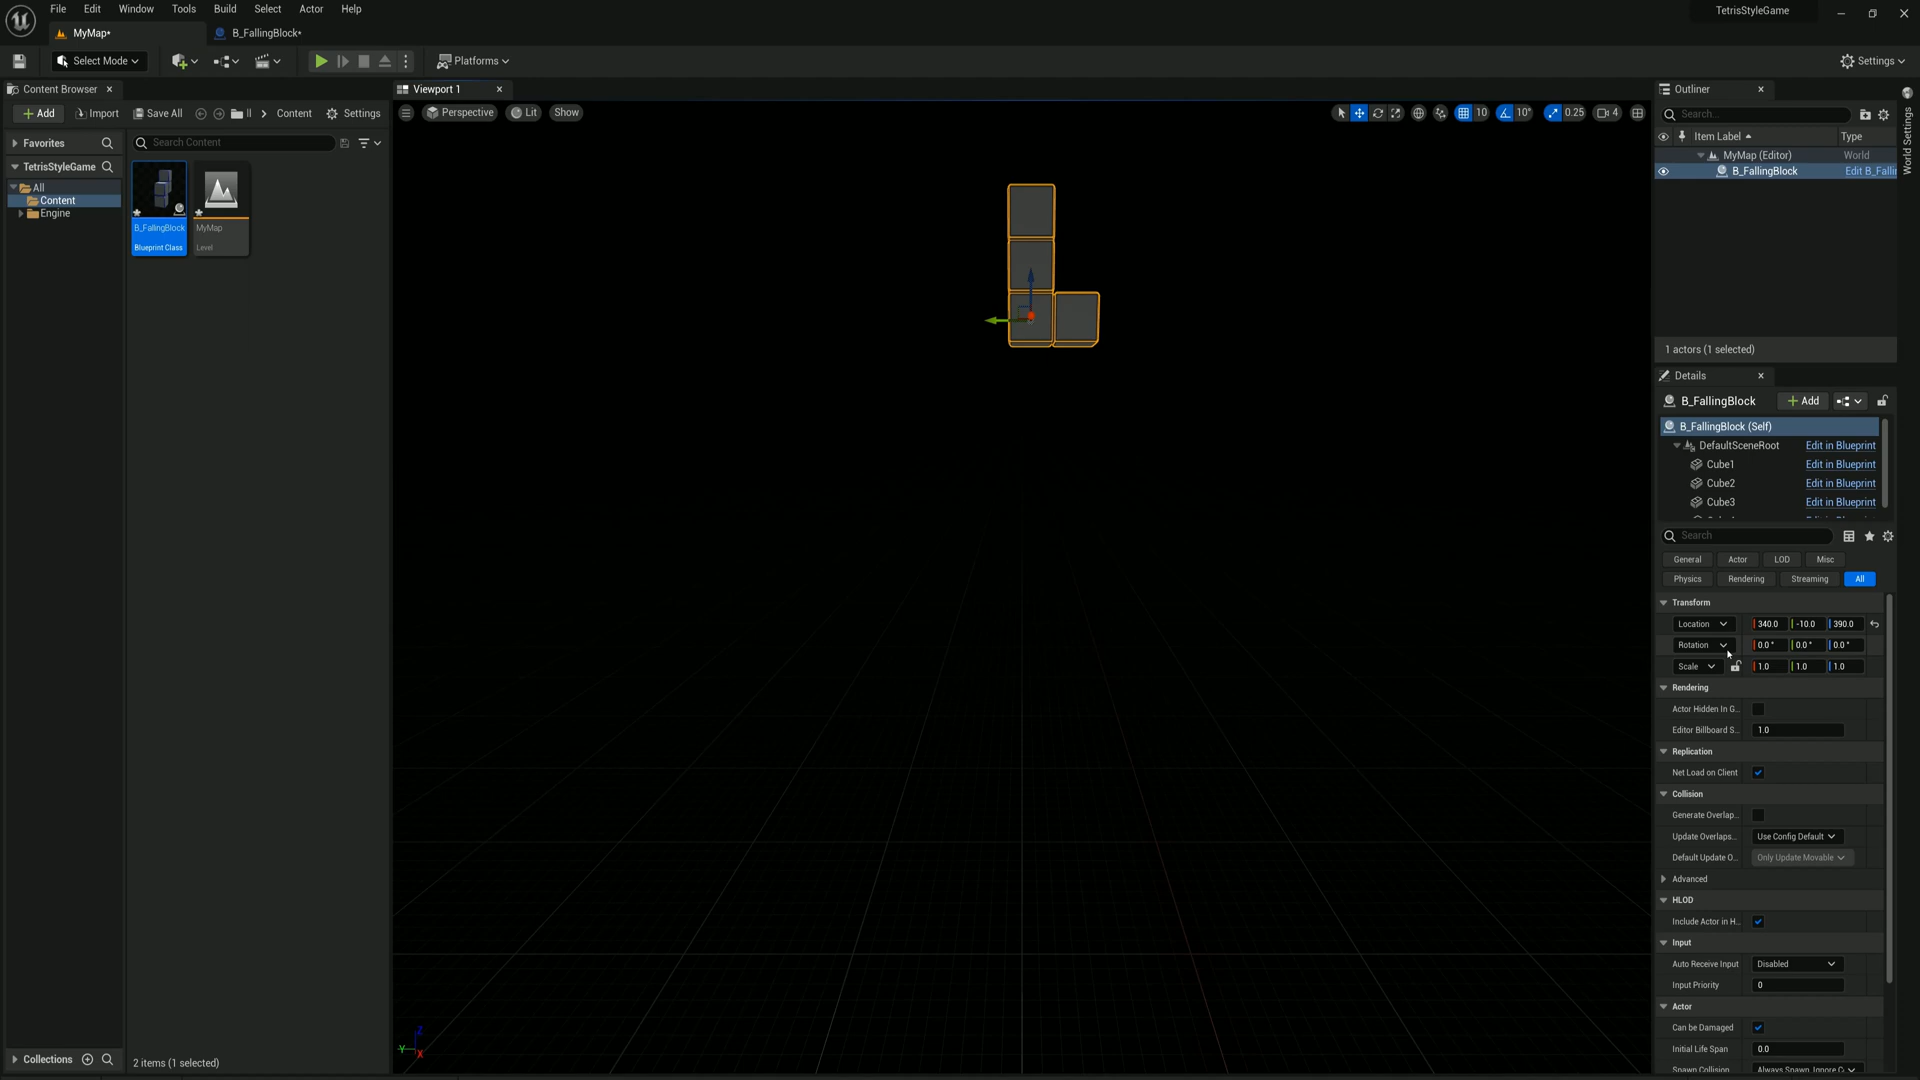 File Edit Window Tools Build Select Actor Help
TetrisStyleGame
MyMap*
B_FallingBlock*
Select Mode
Platforms
Settings
Content Browser
Add
Import
Save All
Content
Settings
Favorites
Search Content
TetrisStyleGame
All
Content
Engine
B_FallingBlock
Blueprint Class
MyMap
Level
Collections
2 items (1 selected)
Viewport 1
Perspective
Lit
Show
10
10°
0.25
4
Z
Y
X
Outliner
Search...
Item Label
Type
MyMap (Editor)
World
B_FallingBlock
Edit B_Fallin
1 actors (1 selected)
World Settings
Details
B_FallingBlock
Add
B_FallingBlock (Self)
DefaultSceneRoot
Edit in Blueprint
Cube1
Edit in Blueprint
Cube2
Edit in Blueprint
Cube3
Edit in Blueprint
Search
General
Actor
LOD
Misc
Physics
Rendering
Streaming
All
Transform
Location
340.0
-10.0
390.0
Rotation
0.0°
0.0°
0.0°
Scale
1.0
1.0
1.0
Rendering
Actor Hidden In G...
Editor Billboard S...
1.0
Replication
Net Load on Client
Collision
Generate Overlap...
Update Overlaps...
Use Config Default
Default Update O...
Only Update Movable
Advanced
HLOD
Include Actor in H...
Input
Auto Receive Input
Disabled
Input Priority
0
Actor
Can be Damaged
Initial Life Span
0.0
Spawn Collision
Always Spawn, Ignore C